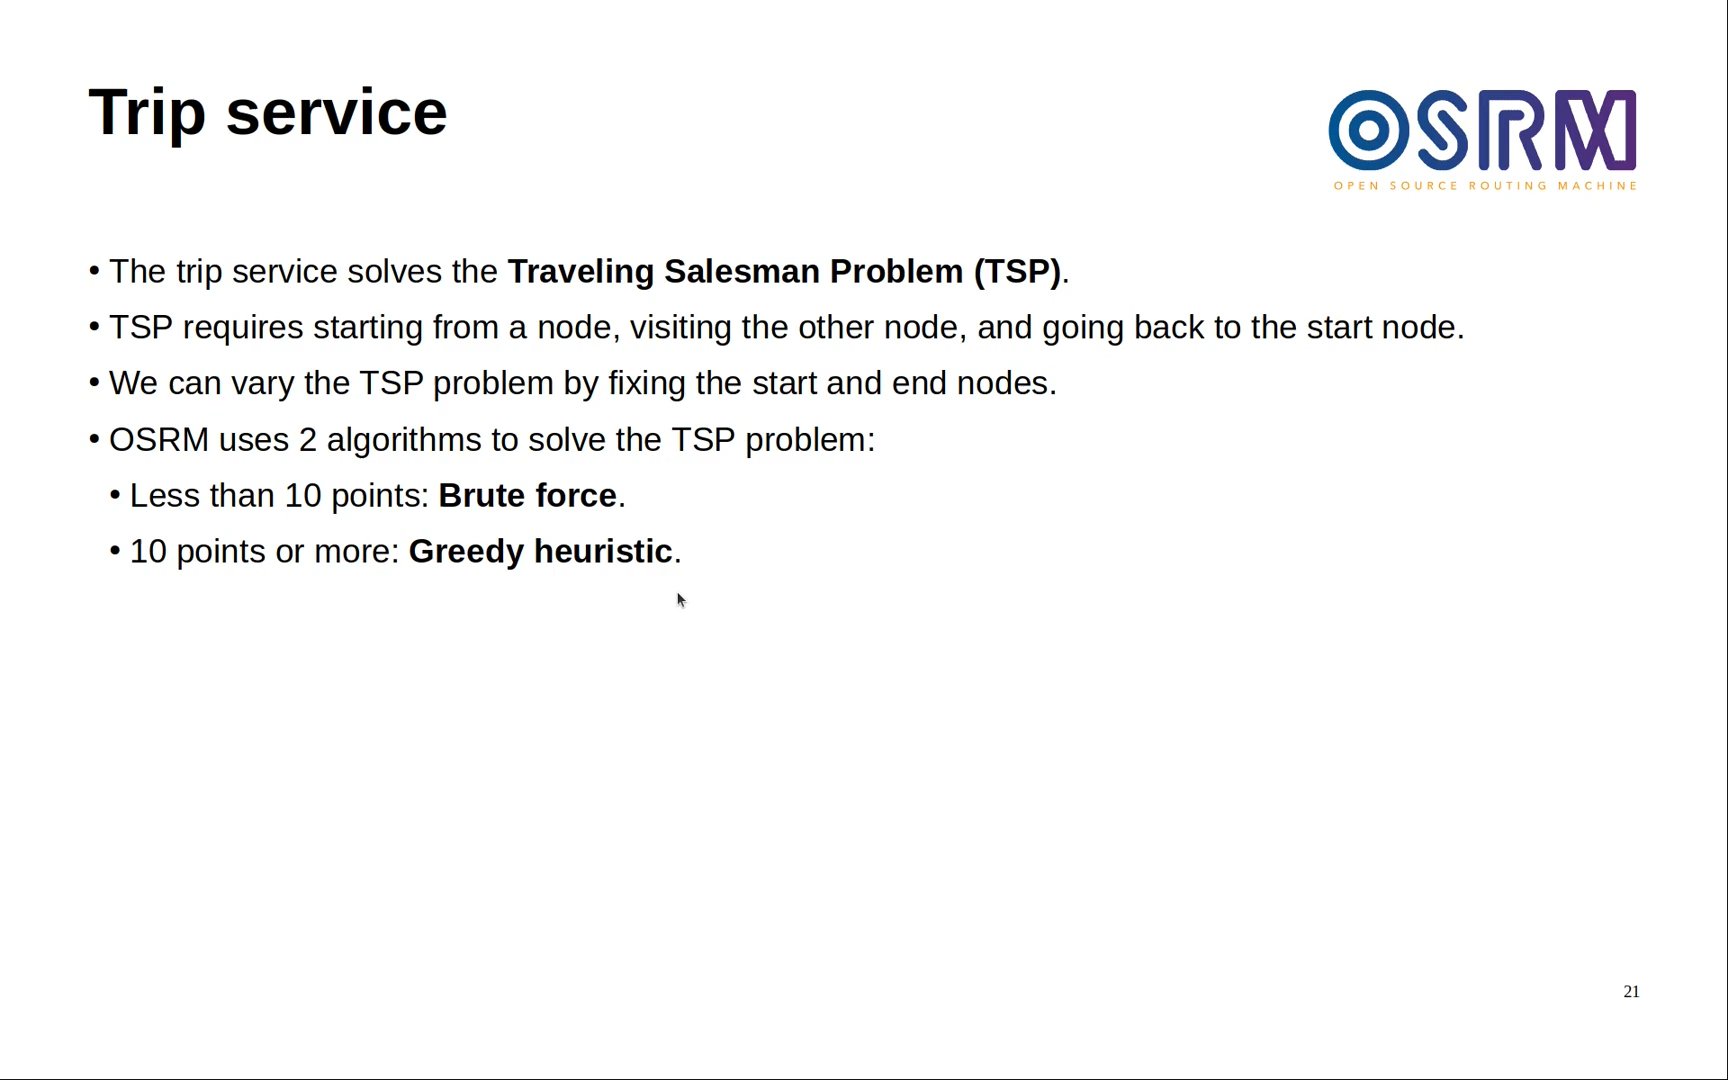 Trip service
OSRM
OPEN SOURCE ROUTING MACHINE
• The trip service solves the Traveling Salesman Problem (TSP).
• TSP requires starting from a node, visiting the other node, and going back to the start node.
• We can vary the TSP problem by fixing the start and end nodes.
• OSRM uses 2 algorithms to solve the TSP problem:
• Less than 10 points: Brute force.
• 10 points or more: Greedy heuristic.
21